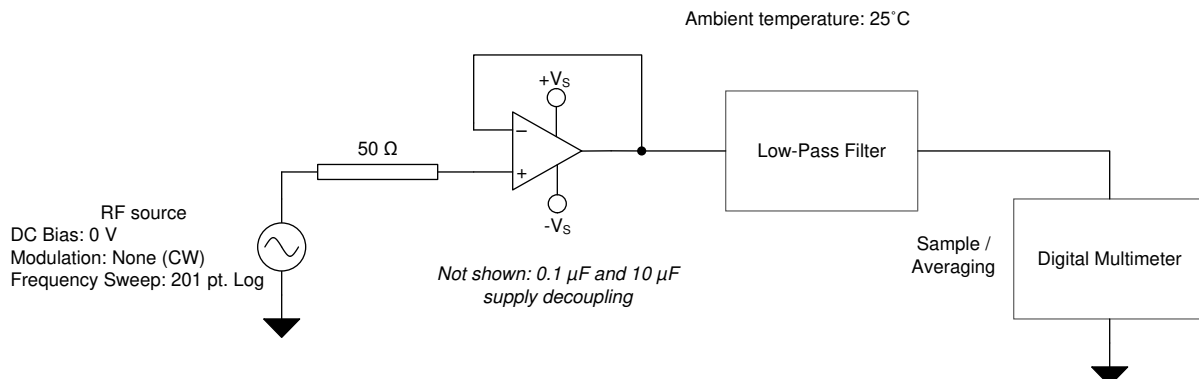 Ambient temperature: 25˚C
+VS
−
50 Ω
+
Low-Pass Filter
-VS
RF source
DC Bias: 0 V
Modulation: None (CW)
Frequency Sweep: 201 pt. Log
Not shown: 0.1 µF and 10 µF
supply decoupling
Sample /
Averaging
Digital Multimeter